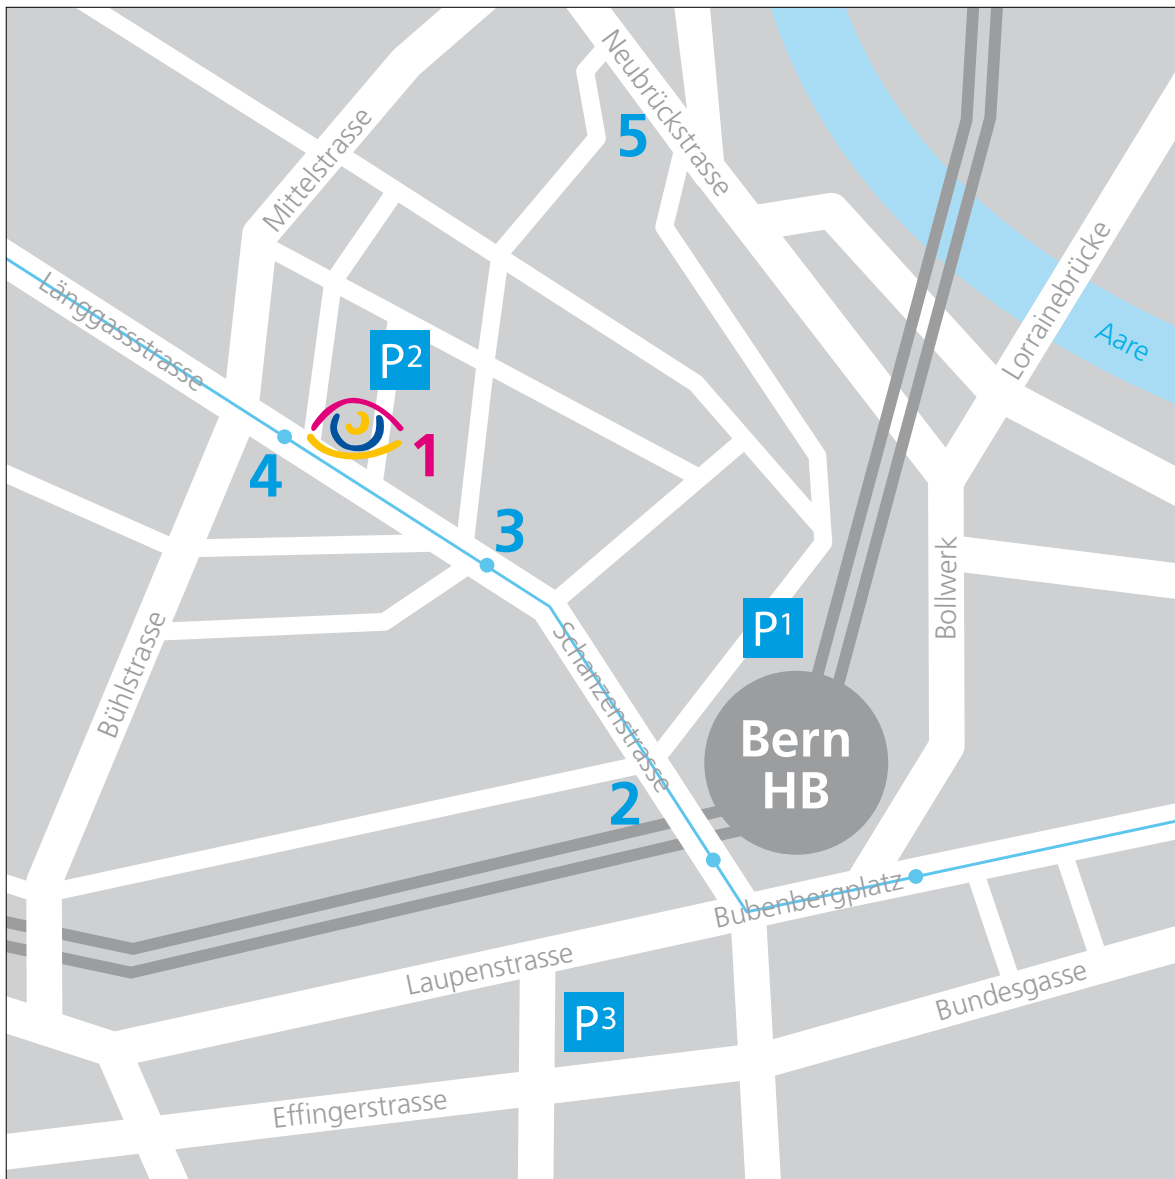 Neubrückstrasse
5
Mittelstrasse
Lorrainebrücke
Aare
Länggassstrasse
P2
1
4
3
Bollwerk
P1
Schanzenstrasse
Bühlstrasse
Bern
HB
2
Bubenbergplatz
Laupenstrasse
Bundesgasse
P3
Effingerstrasse